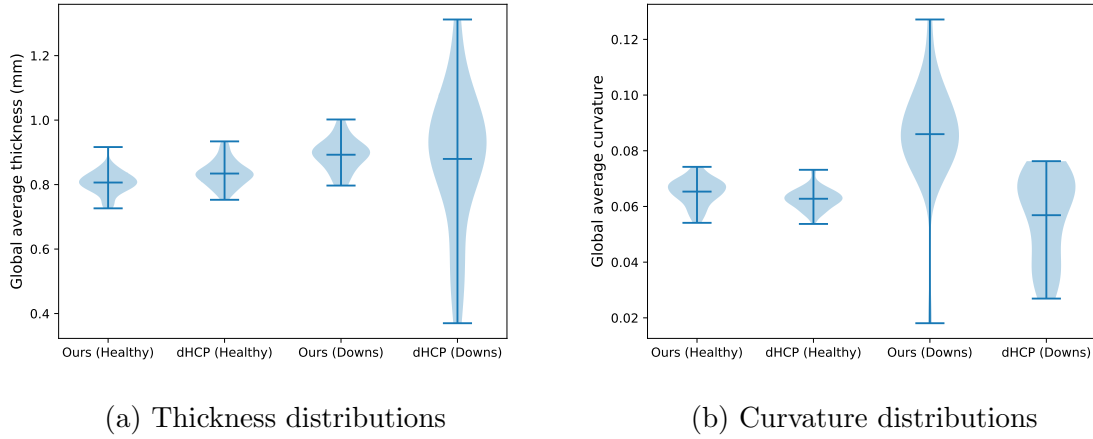 Global average thickness (mm)
1.2
1.0
0.8
0.6
0.4
Ours (Healthy) dHCP (Healthy) Ours (Downs) dHCP (Downs)
(a) Thickness distributions
Global average curvature
0.12
0.10
0.08
0.06
0.04
0.02
Ours (Healthy) dHCP (Healthy) Ours (Downs) dHCP (Downs)
(b) Curvature distributions